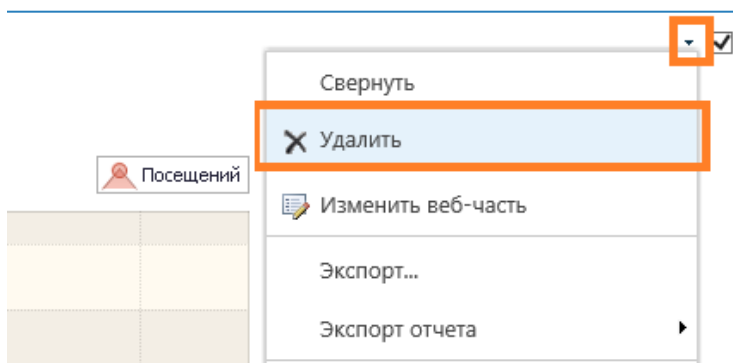 Свернуть
Удалить
Посещений
Изменить веб-часть
Экспорт...
Экспорт отчета